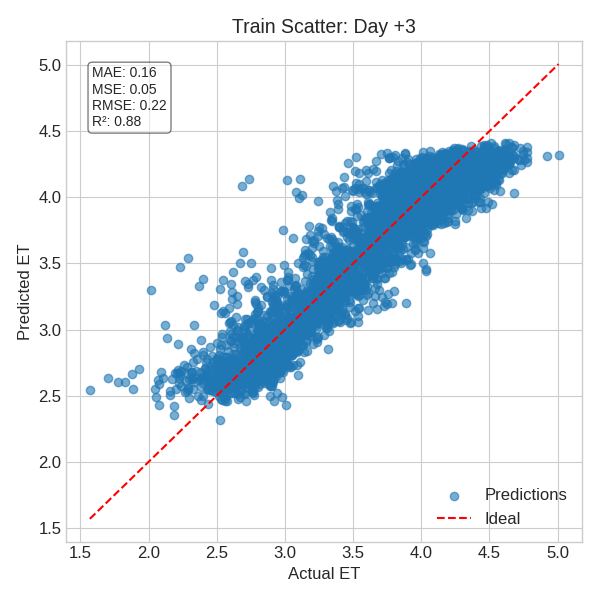 Train Scatter: Day +3
MAE: 0.16
MSE: 0.05
RMSE: 0.22
R²: 0.88
Predicted ET
5.0
4.5
4.0
3.5
3.0
2.5
2.0
1.5
Predictions
Ideal
1.5 2.0 2.5 3.0 3.5 4.0 4.5 5.0
Actual ET